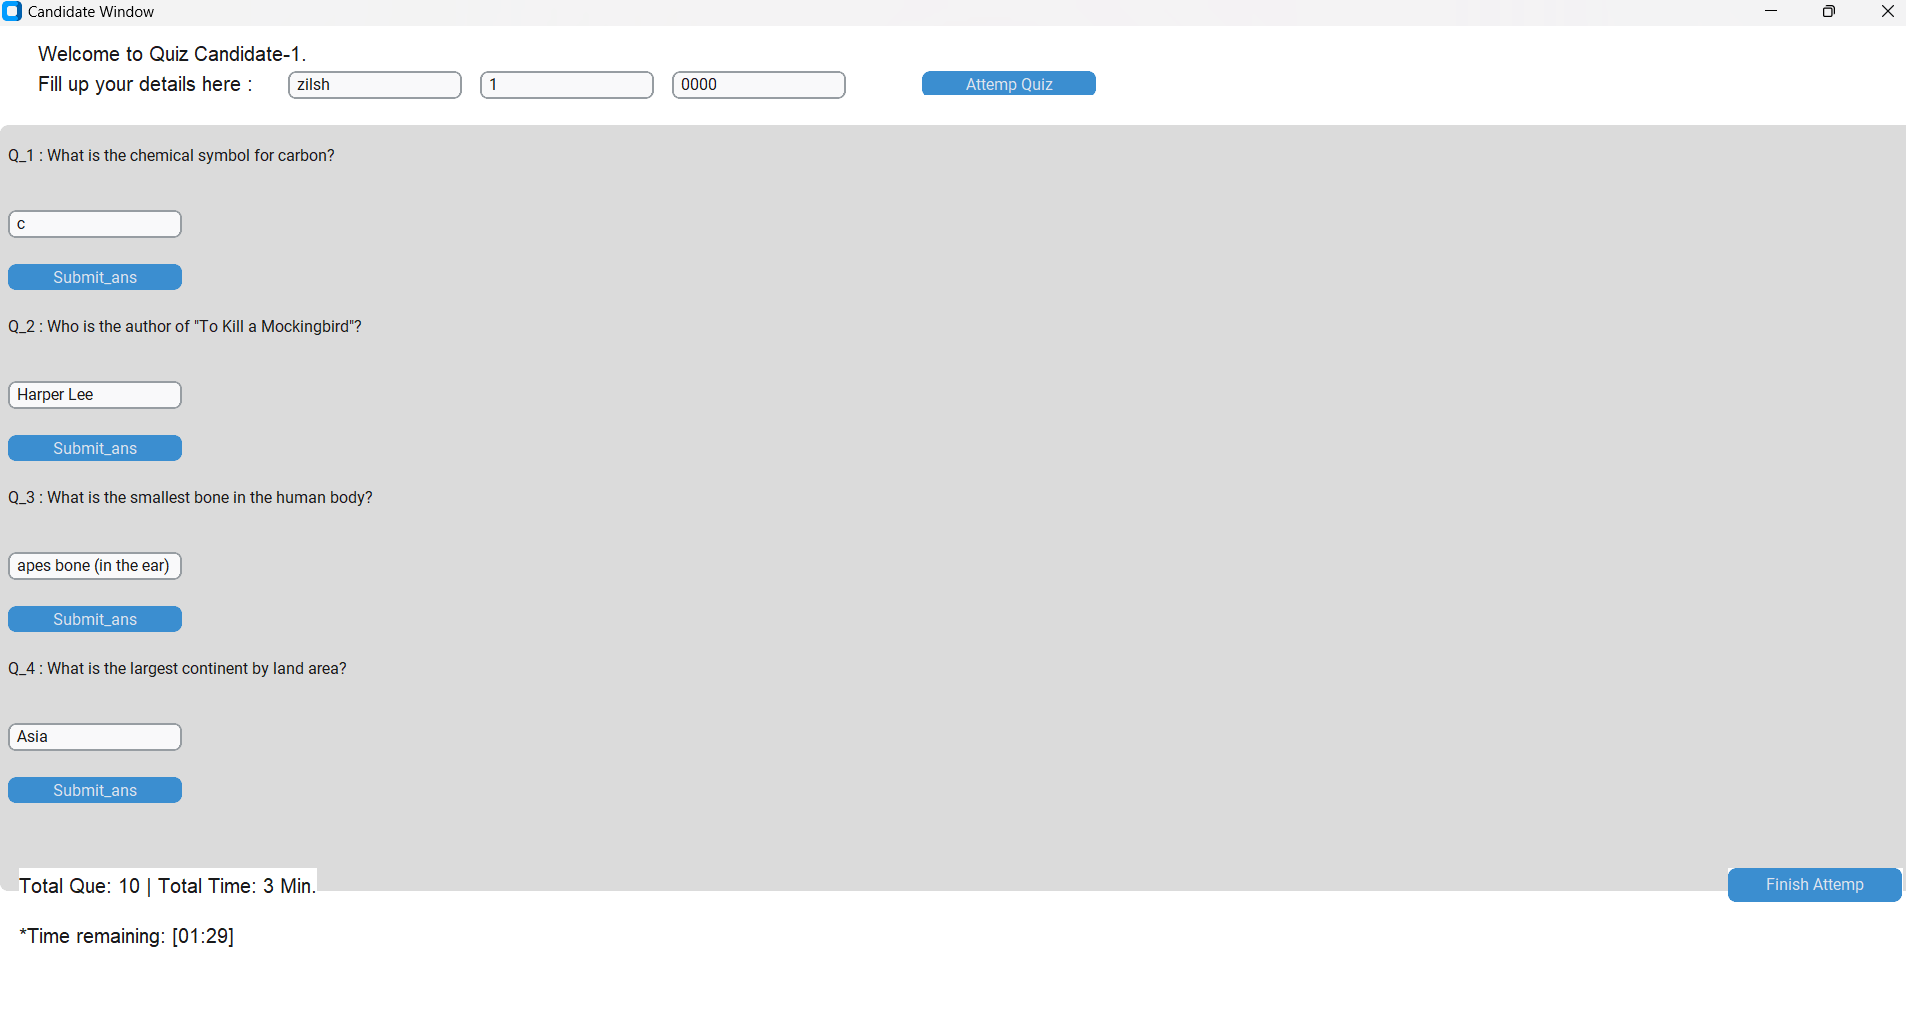 Candidate Window
Welcome to Quiz Candidate-1.
Fill up your details here : zilsh 1 0000 Attemp Quiz
Q_1 : What is the chemical symbol for carbon?
c
Submit_ans
Q_2 : Who is the author of "To Kill a Mockingbird"?
Harper Lee
Submit_ans
Q_3 : What is the smallest bone in the human body?
apes bone (in the ear)
Submit_ans
Q_4 : What is the largest continent by land area?
Asia
Submit_ans
Total Que: 10 | Total Time: 3 Min.
Finish Attemp
*Time remaining: [01:29]